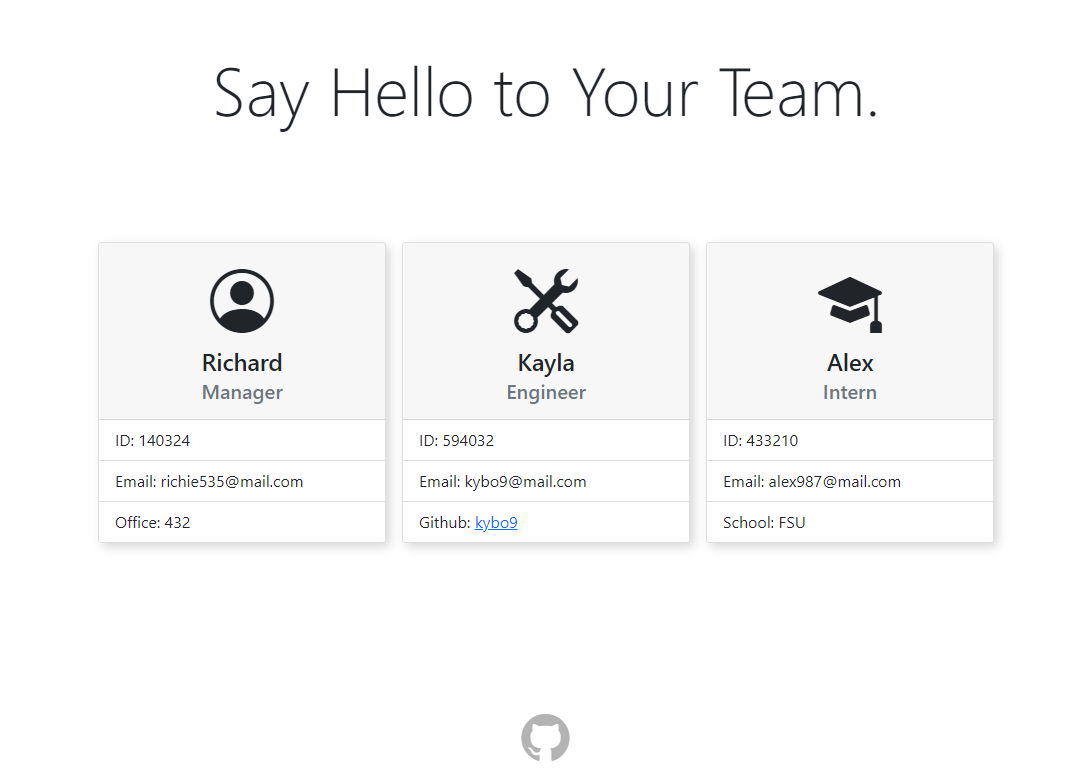 Say Hello to Your Team.
Richard
Manager
ID: 140324
Email: richie535@mail.com
Office: 432
Kayla
Engineer
ID: 594032
Email: kybo9@mail.com
Github: kybo9
Alex
Intern
ID: 433210
Email: alex987@mail.com
School: FSU